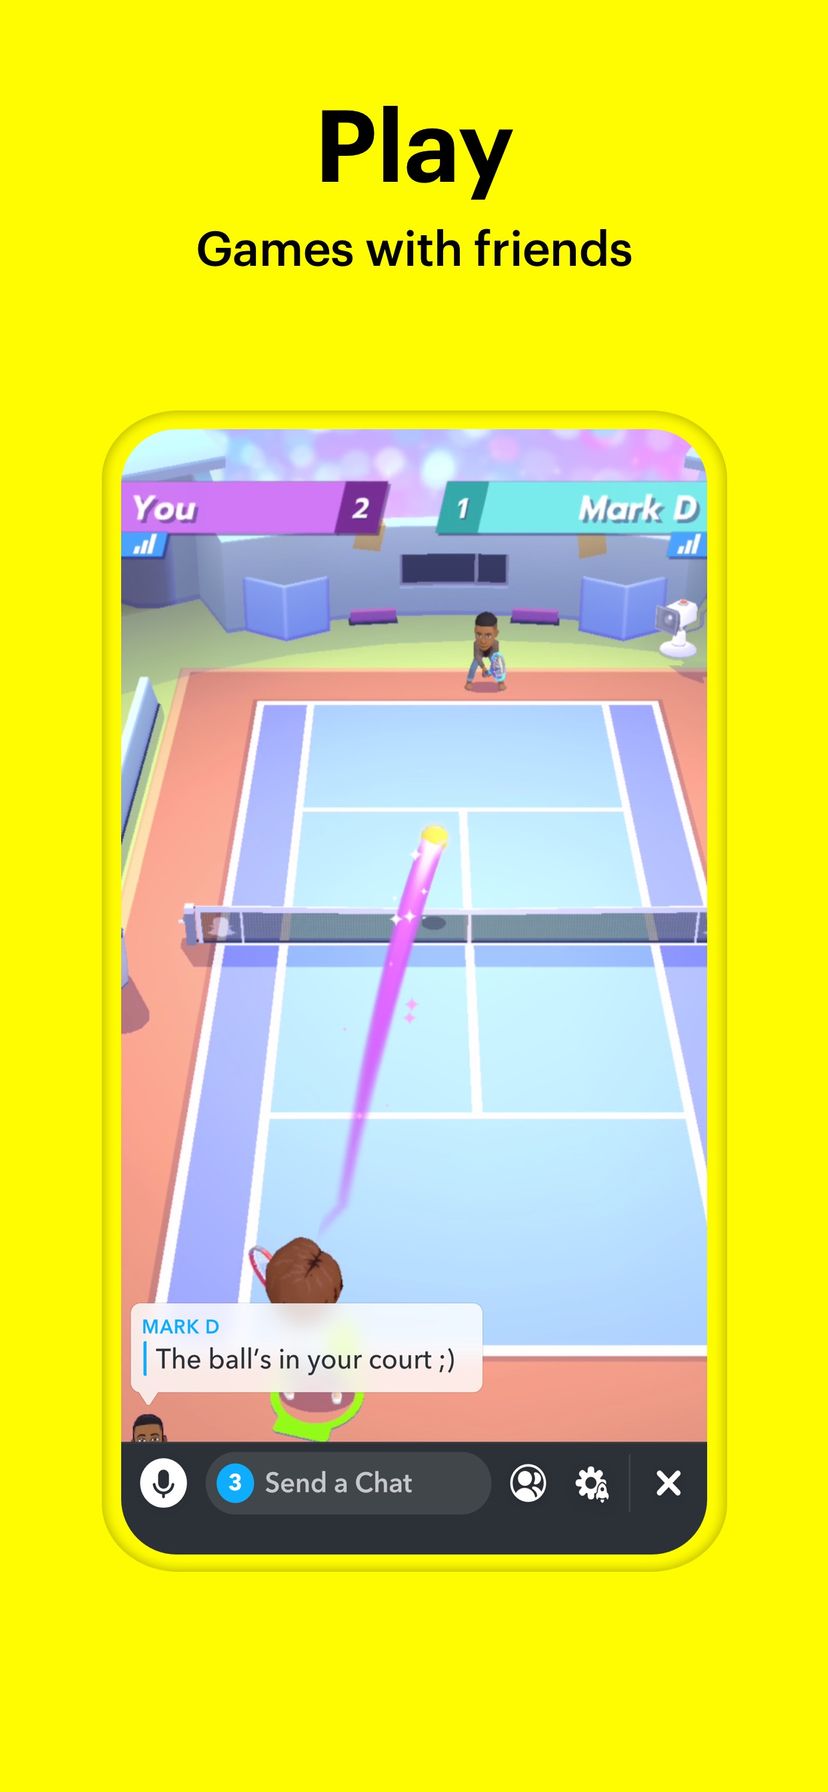 Play
Games with friends
You 2 1 Mark D
MARK D
The ball’s in your court ;)
3 Send a Chat